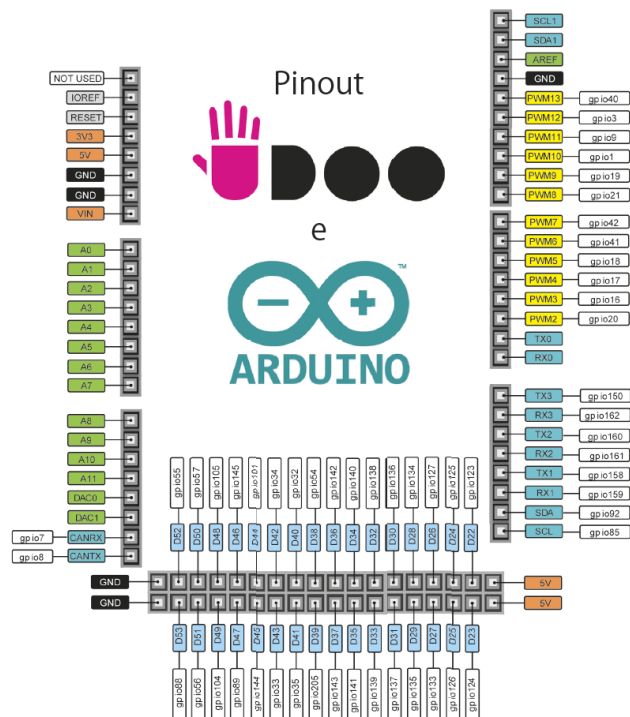 Pinout
DOO
e
™
ARDUINO
NOT USED
IOREF
RESET
3V3
5V
GND
GND
VIN
A0
A1
A2
A3
A4
A5
A6
A7
A8
A9
A10
A11
DAC0
DAC1
gpio7 CANRX
gpio8 CANTX
SCL1
SDA1
AREF
GND
PWM13 gpio40
PWM12 gpio3
PWM11 gpio9
PWM10 gpio1
PWM9 gpio19
PWM8 gpio21
PWM7 gpio42
PWM6 gpio41
PWM5 gpio18
PWM4 gpio17
PWM3 gpio16
PWM2 gpio20
TX0
RX0
TX3 gpio150
RX3 gpio162
TX2 gpio160
RX2 gpio161
TX1 gpio158
RX1 gpio159
SDA gpio92
SCL gpio85
gpio55 gpio57 gpio105 gpio145 gpio101 gpio34 gpio32 gpio54 gpio142 gpio140 gpio138 gpio136 gpio134 gpio127 gpio125 gpio123
D52 D50 D48 D46 D44 D42 D40 D38 D36 D34 D32 D30 D28 D26 D24 D22
GND 5V
GND 5V
D53 D51 D49 D47 D45 D43 D41 D39 D37 D35 D33 D31 D29 D27 D25 D23
gpio88 gpio56 gpio104 gpio89 gpio144 gpio33 gpio35 gpio205 gpio143 gpio141 gpio139 gpio137 gpio135 gpio133 gpio126 gpio124